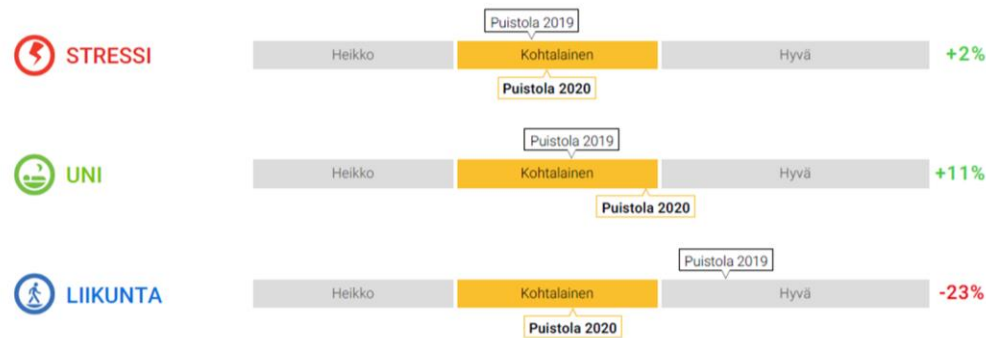 Puistola 2019
STRESSI Heikko Kohtalainen Hyvä +2%
Puistola 2020
Puistola 2019
UNI Heikko Kohtalainen Hyvä +11%
Puistola 2020
Puistola 2019
LIIKUNTA Heikko Kohtalainen Hyvä -23%
Puistola 2020